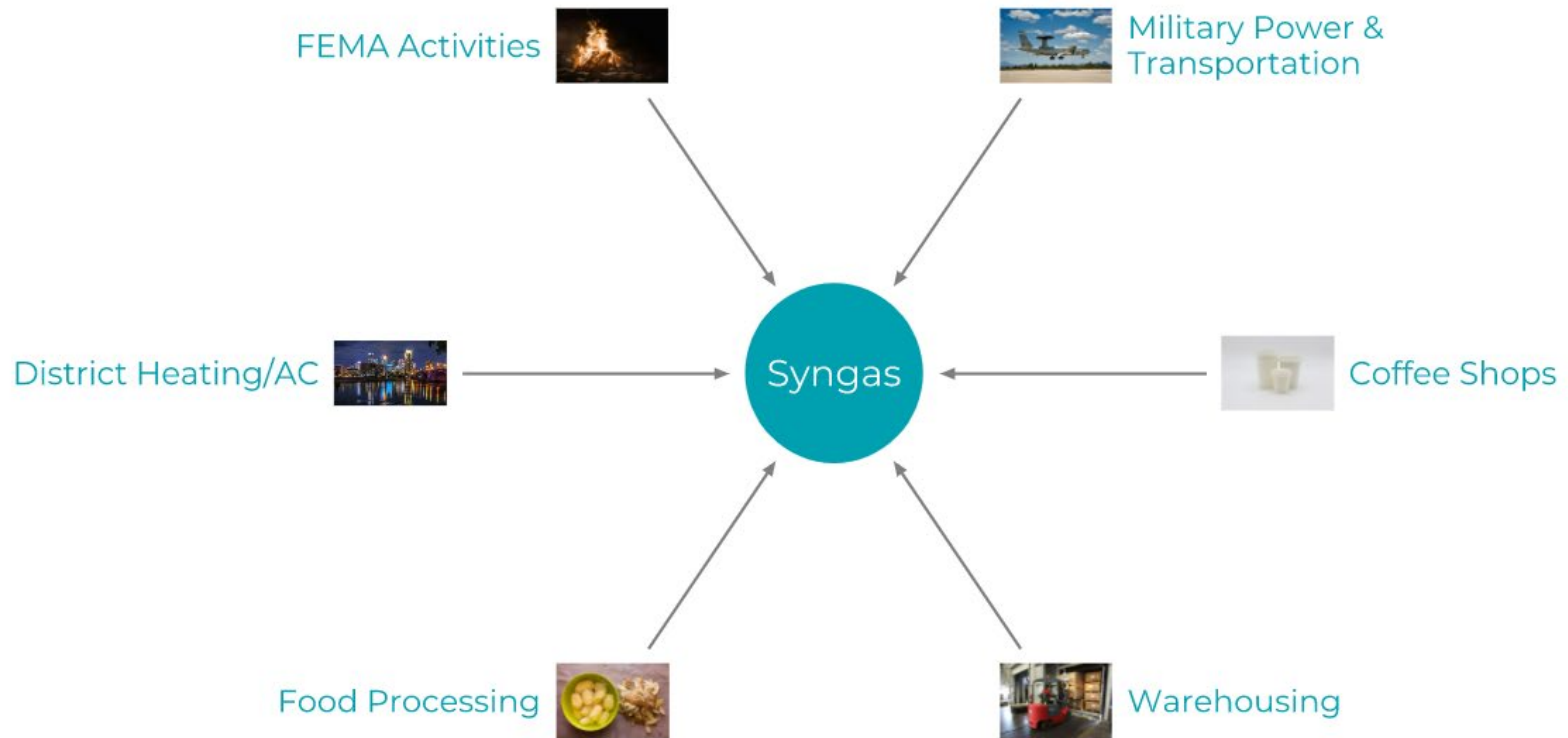 FEMA Activities
Military Power &
Transportation
District Heating/AC
Syngas
Coffee Shops
Food Processing
Warehousing